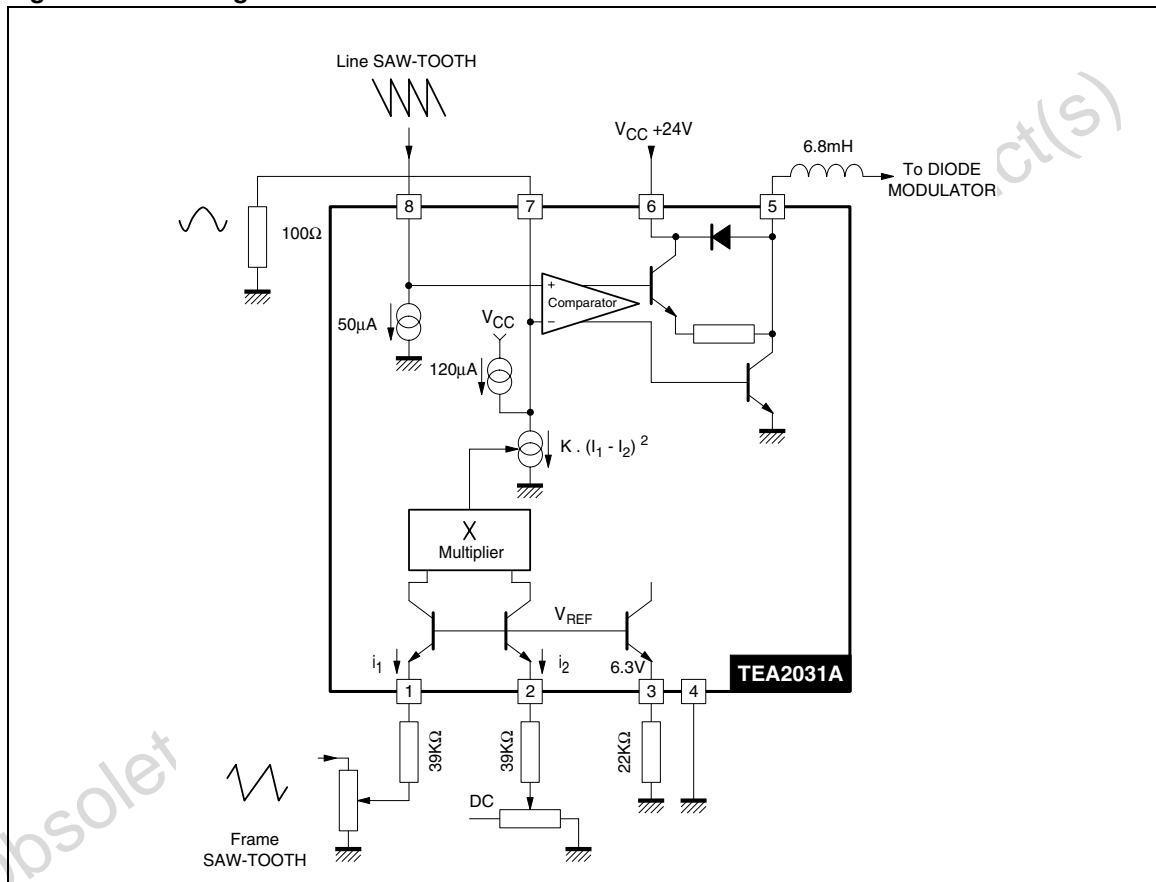 Line SAW-TOOTH
VCC +24V
6.8mH
To DIODE
MODULATOR
ct(s)
8
7
6
5
100Ω
50μA
VCC
120μA
+
Comparator
−
K . (I1 - I2) 2
X
Multiplier
VREF
i1
i2
6.3V
TEA2031A
1
2
3
4
39KΩ
39KΩ
22KΩ
DC
Frame
SAW-TOOTH
Obsolet